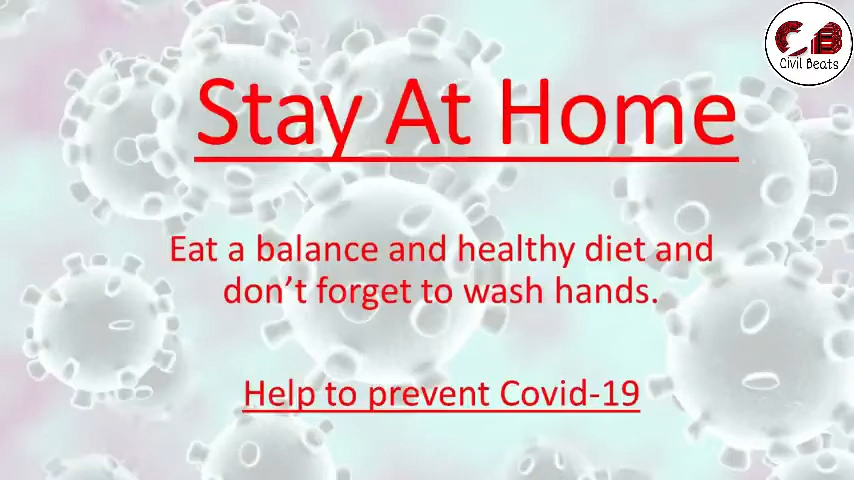 CB
Civil Beats
Stay At Home
Eat a balance and healthy diet and
don't forget to wash hands.
Help to prevent Covid-19